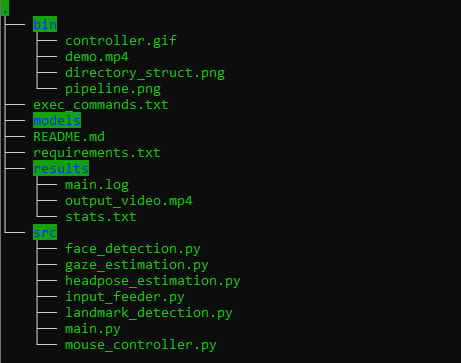 .
├── bin
│   ├── controller.gif
│   ├── demo.mp4
│   ├── directory_struct.png
│   └── pipeline.png
├── exec_commands.txt
├── models
├── README.md
├── requirements.txt
├── results
│   ├── main.log
│   ├── output_video.mp4
│   └── stats.txt
└── src
    ├── face_detection.py
    ├── gaze_estimation.py
    ├── headpose_estimation.py
    ├── input_feeder.py
    ├── landmark_detection.py
    ├── main.py
    └── mouse_controller.py